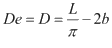 De = D = L/π − 2b